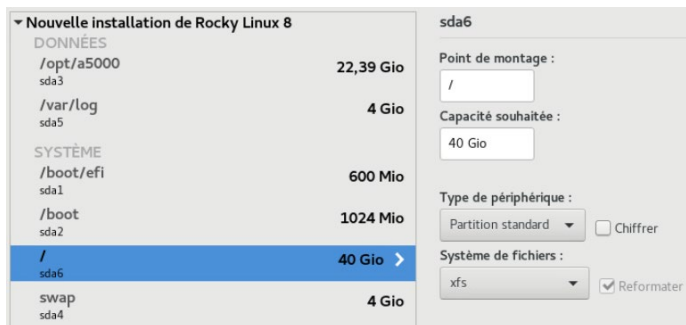 Nouvelle installation de Rocky Linux 8
DONNÉES
/opt/a5000 22,39 Gio
sda3
/var/log 4 Gio
sda5
SYSTÈME
/boot/efi 600 Mio
sda1
/boot 1024 Mio
sda2
/ 40 Gio
sda6
swap 4 Gio
sda4
sda6
Point de montage :
/
Capacité souhaitée :
40 Gio
Type de périphérique :
Partition standard Chiffrer
Système de fichiers :
xfs Reformater